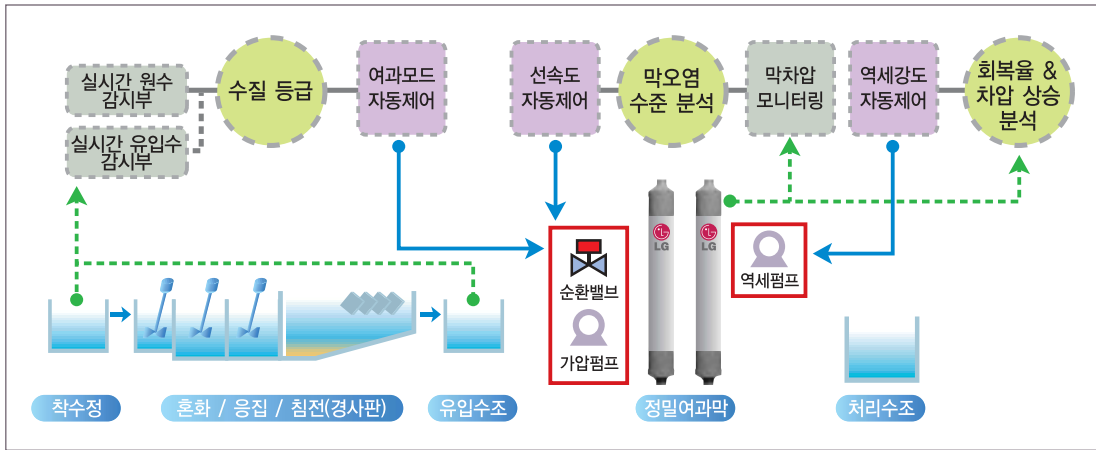 실시간 원수
감시부
실시간 유입수
감시부
수질 등급
여과모드
자동제어
선속도
자동제어
막오염
수준 분석
막차압
모니터링
역세강도
자동제어
회복율 &
차압 상승
분석
순환밸브
가압펌프
LG
LG
역세펌프
착수정
혼화 / 응집 / 침전(경사판)
유입수조
정밀여과막
처리수조